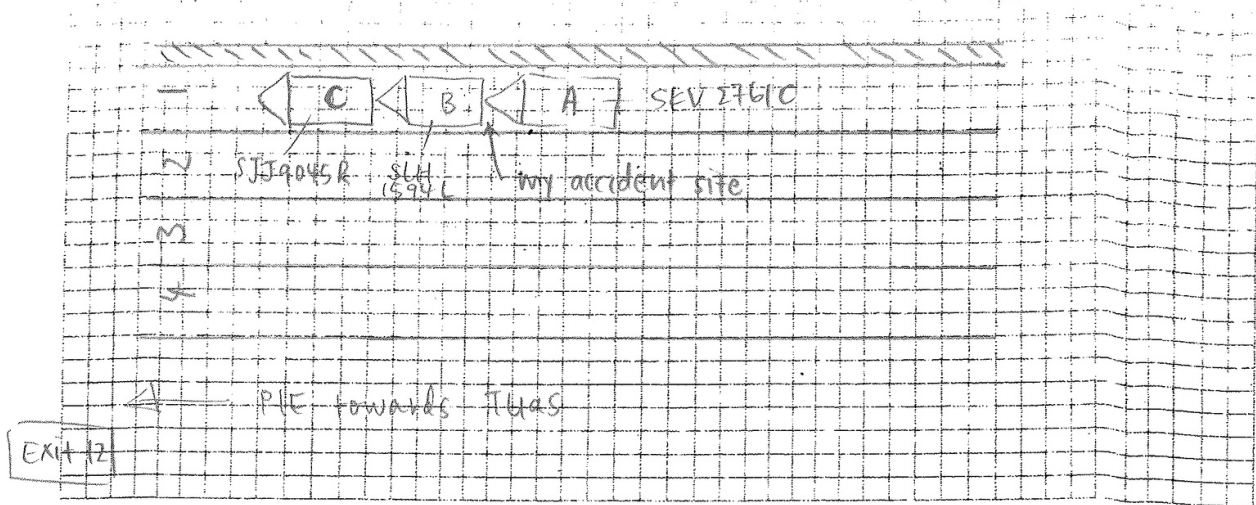 1
C
B
A
SEV 2761C
2
SJJ9045R
SLH
1594L
my accident site
3
4
PIE towards Tuas
Exit 12